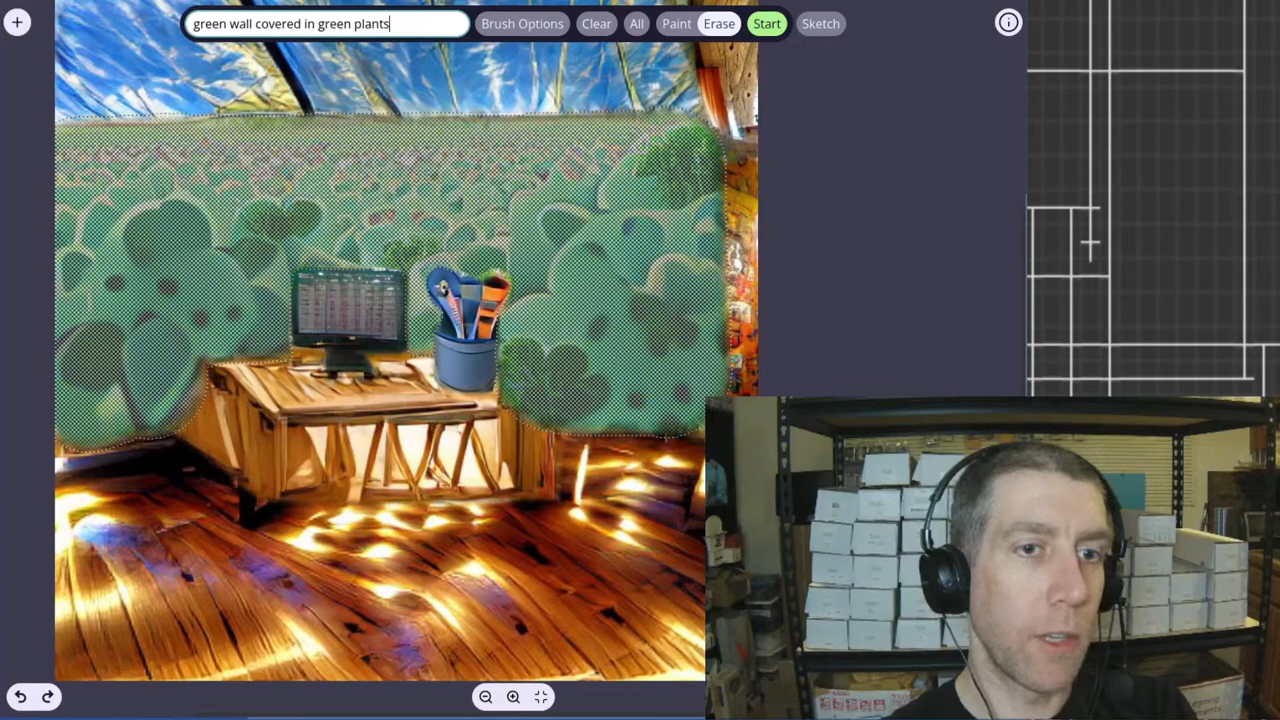 green wall covered in green plants
Brush Options
Clear
All
Paint
Erase
Start
Sketch